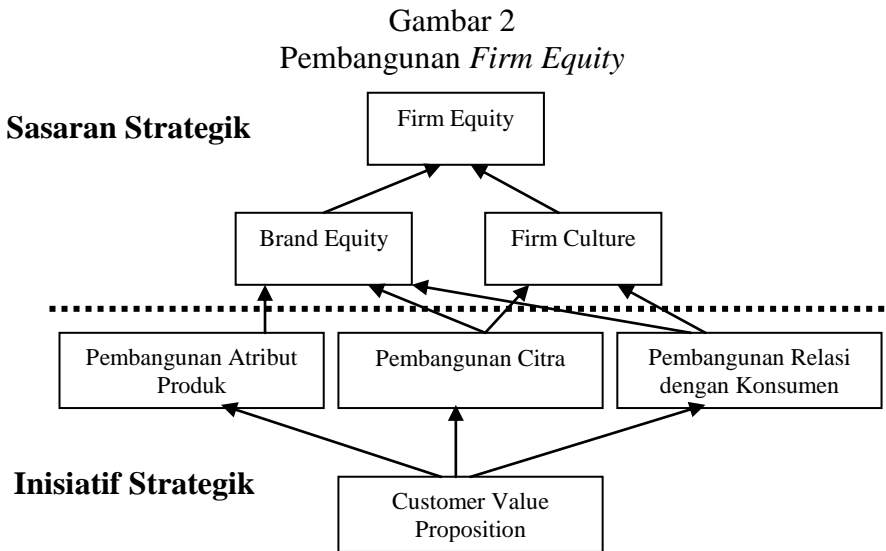 Gambar 2
Pembangunan Firm Equity
Sasaran Strategik
Firm Equity
Brand Equity
Firm Culture
Pembangunan Atribut
Produk
Pembangunan Citra
Pembangunan Relasi
dengan Konsumen
Inisiatif Strategik
Customer Value
Proposition